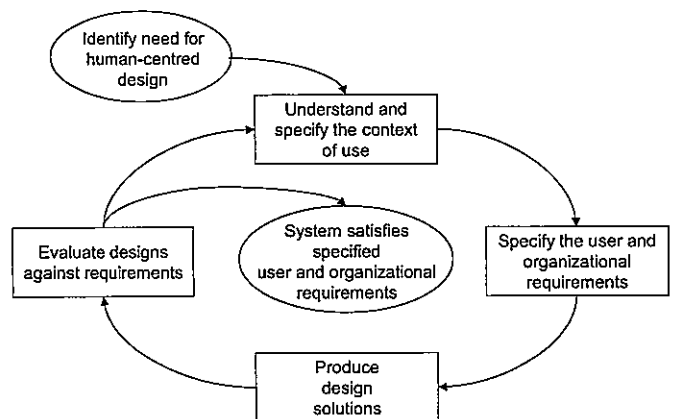 Identify need for
human-centred
design
Understand and
specify the context
of use
Evaluate designs
against requirements
System satisfies
specified
user and organizational
requirements
Specify the user and
organizational
requirements
Produce
design
solutions